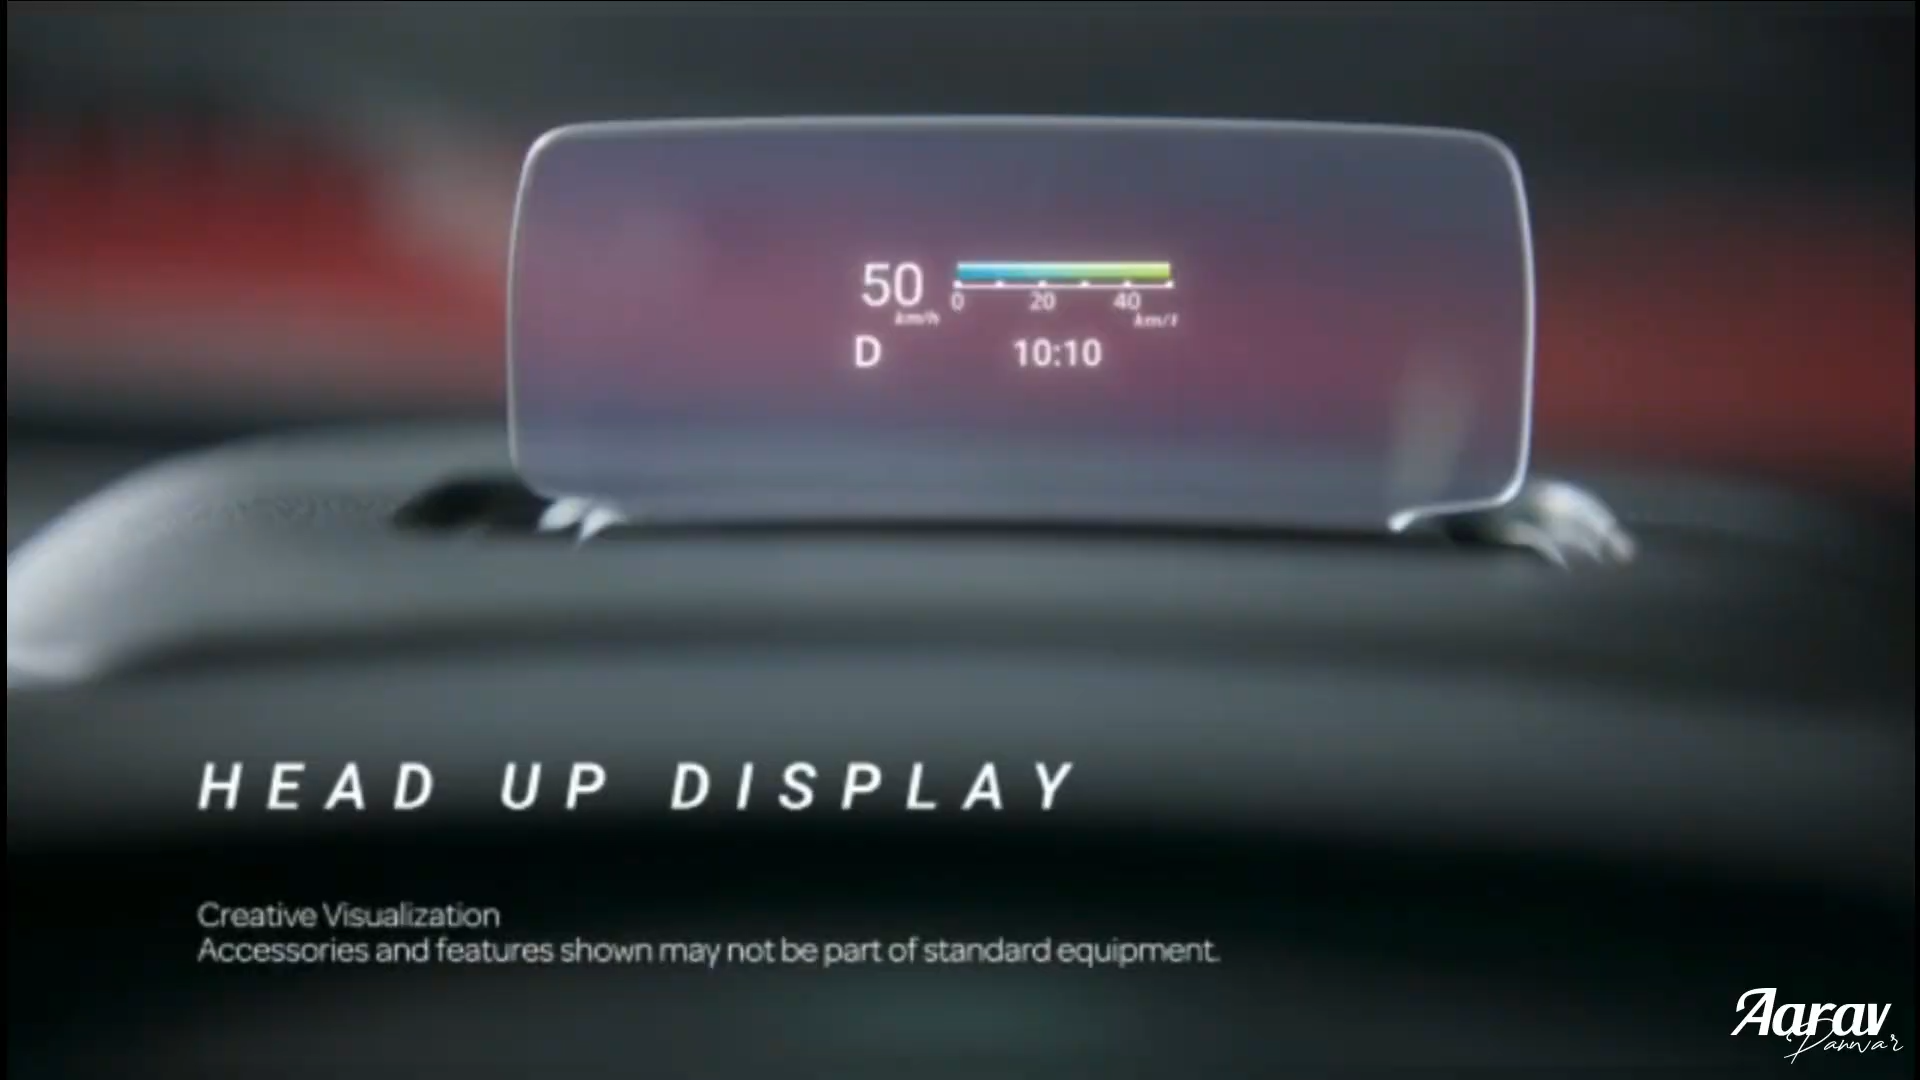 50
km/h
0 20 40
km/l
D 10:10
HEAD UP DISPLAY
Creative Visualization
Accessories and features shown may not be part of standard equipment.
Aarav
Panwar